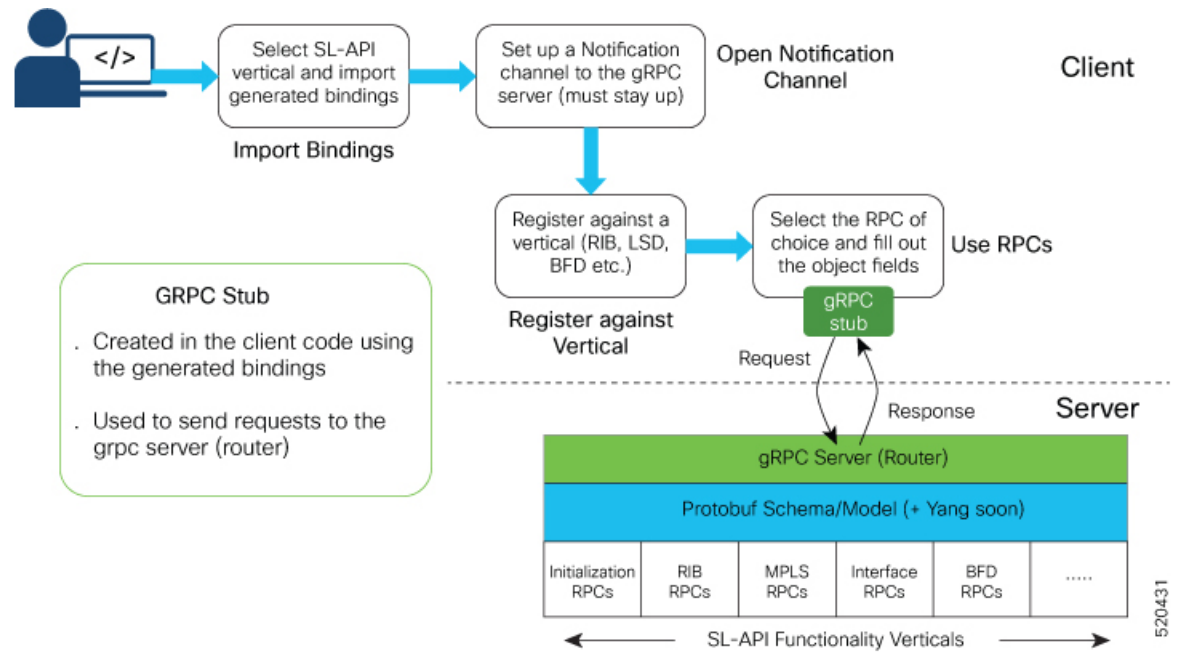 </>
Select SL-API
vertical and import
generated bindings
Import Bindings
Set up a Notification
channel to the gRPC
server (must stay up)
Open Notification
Channel
Client
Register against a
vertical (RIB, LSD,
BFD etc.)
Register against
Vertical
Select the RPC of
choice and fill out
the object fields
Use RPCs
gRPC
stub
Request
Response
GRPC Stub
. Created in the client code using
the generated bindings
. Used to send requests to the
grpc server (router)
Server
gRPC Server (Router)
Protobuf Schema/Model (+ Yang soon)
Initialization
RPCs
RIB
RPCs
MPLS
RPCs
Interface
RPCs
BFD
RPCs
.....
SL-API Functionality Verticals
520431